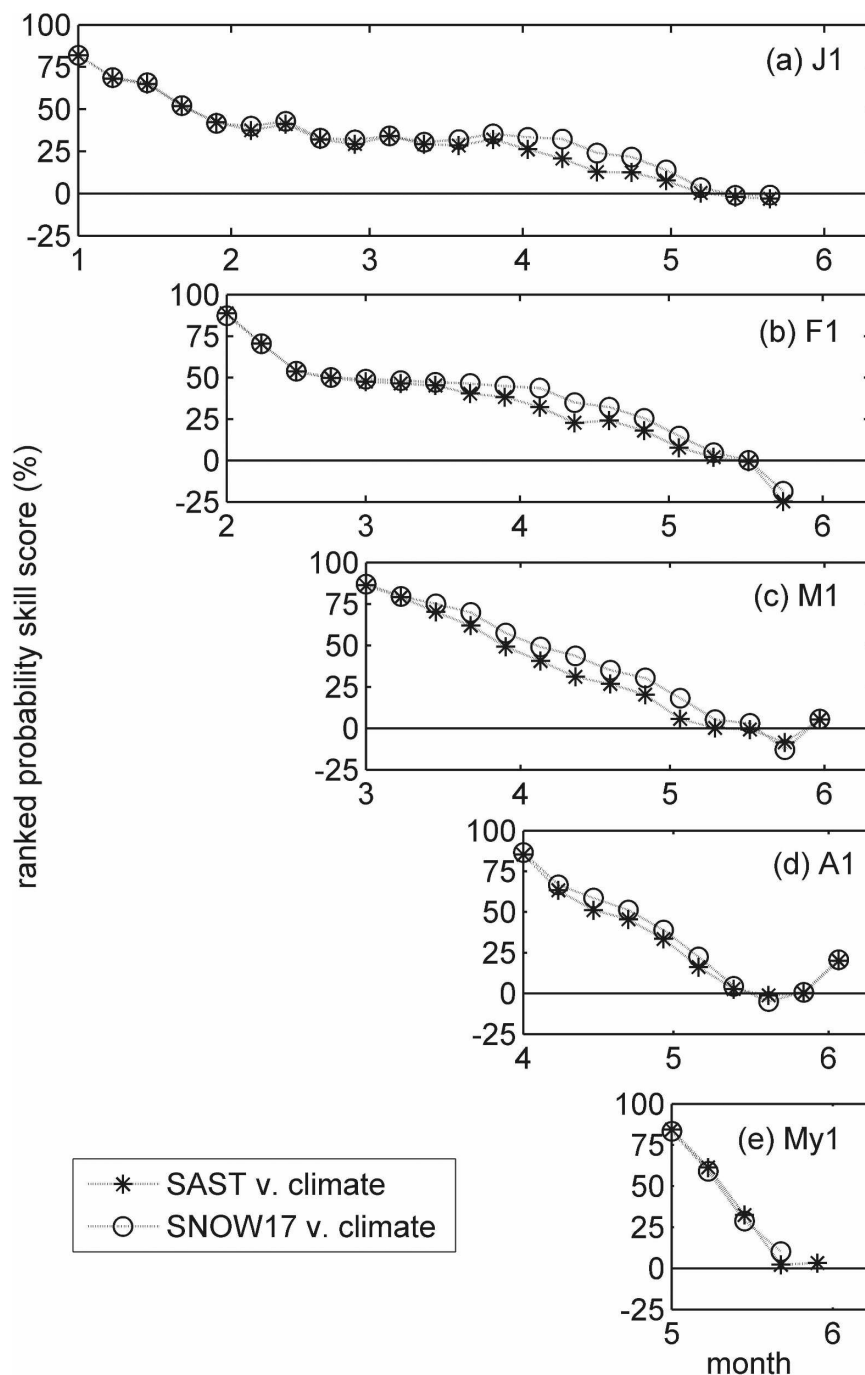 ranked probability skill score (%)
(a) J1
100
75
50
25
0
-25
1 2 3 4 5 6
(b) F1
100
75
50
25
0
-25
2 3 4 5 6
(c) M1
100
75
50
25
0
-25
3 4 5 6
(d) A1
100
75
50
25
0
-25
4 5 6
(e) My1
100
75
50
25
0
-25
5 6
month
SAST v. climate
SNOW17 v. climate